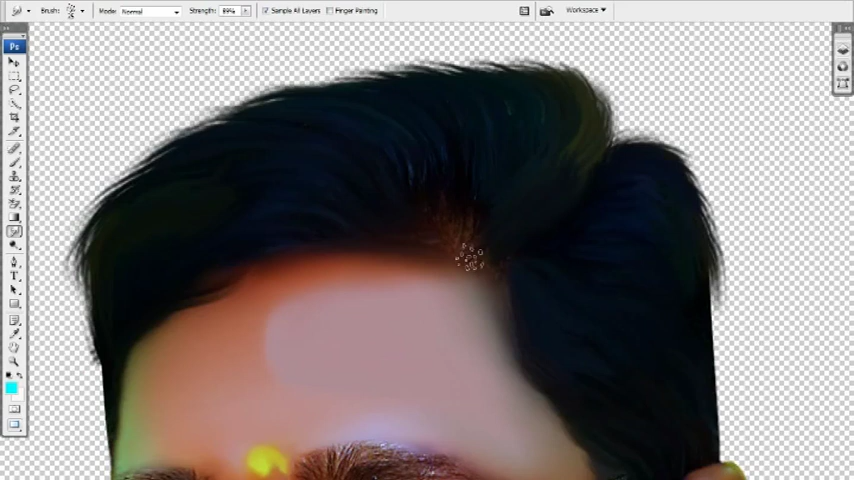 Brush: Mode: Normal Strength: 89% Sample All Layers Finger Painting Workspace
Ps
T